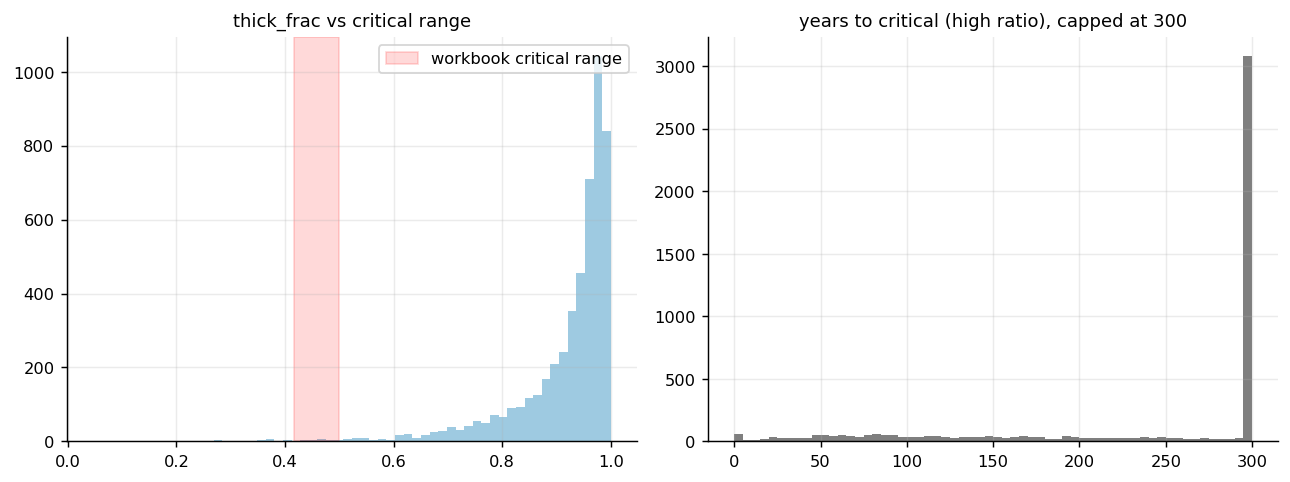 thick_frac vs critical range
workbook critical range
1000
800
600
400
200
0
0.0 0.2 0.4 0.6 0.8 1.0
years to critical (high ratio), capped at 300
3000
2500
2000
1500
1000
500
0
0 50 100 150 200 250 300